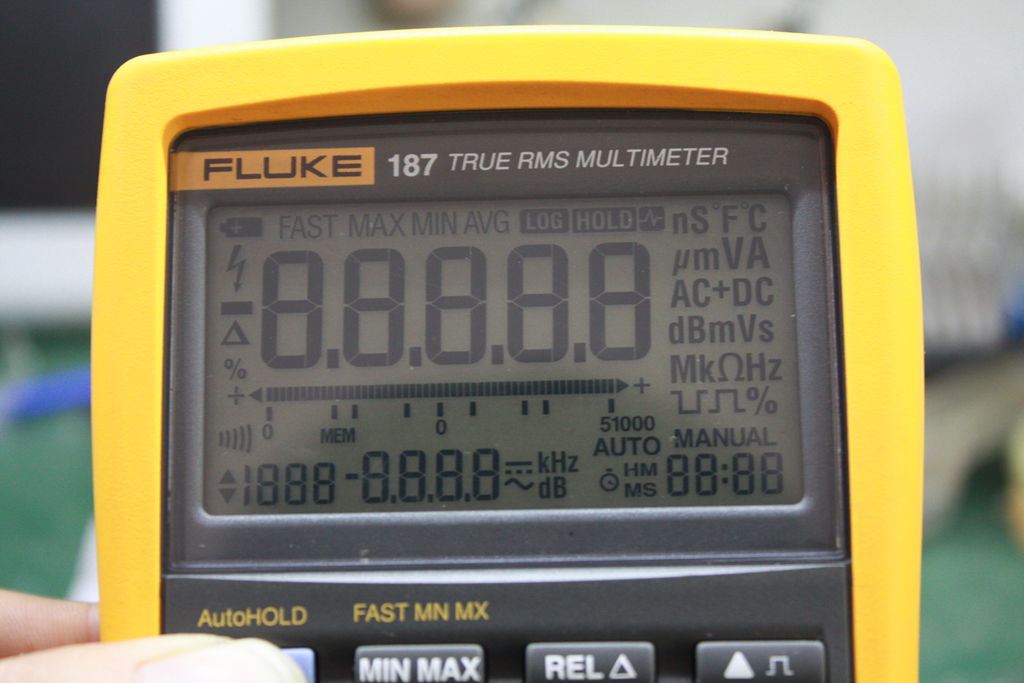 FLUKE 187 TRUE RMS MULTIMETER
FAST MAX MIN AVG LOG HOLD nS°F°C
µmVA
8.8.8.8.8
AC+DC
Δ
dBmVs
% MkΩHz
+ +
%
0 MEM 0 51000
AUTO MANUAL
1888 -8.8.8.8 kHz dB HM MS 88:88
AutoHOLD FAST MN MX
MIN MAX REL Δ